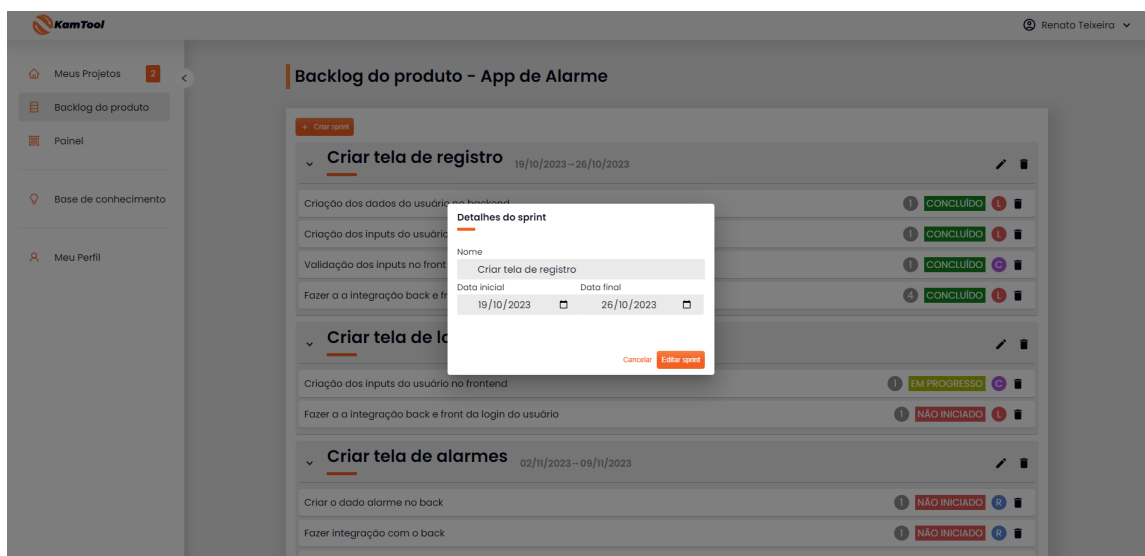 KamTool
Renato Teixeira
Meus Projetos 2
Backlog do produto
Painel
Base de conhecimento
Meu Perfil
Backlog do produto - App de Alarme
+ Criar sprint
Criar tela de registro 19/10/2023-26/10/2023
Criação dos dados do usuário no backend 1 CONCLUÍDO L
Criação dos inputs do usuário 1 CONCLUÍDO L
Validação dos inputs no front 1 CONCLUÍDO C
Fazer a a integração back e fr 4 CONCLUÍDO L
Detalhes do sprint
Nome
Criar tela de registro
Data inicial Data final
19/10/2023 26/10/2023
Cancelar Editar sprint
Criar tela de lo
Criação dos inputs do usuário no frontend 1 EM PROGRESSO C
Fazer a a integração back e front da login do usuário 1 NÃO INICIADO L
Criar tela de alarmes 02/11/2023-09/11/2023
Criar o dado alarme no back 1 NÃO INICIADO R
Fazer integração com o back 1 NÃO INICIADO R